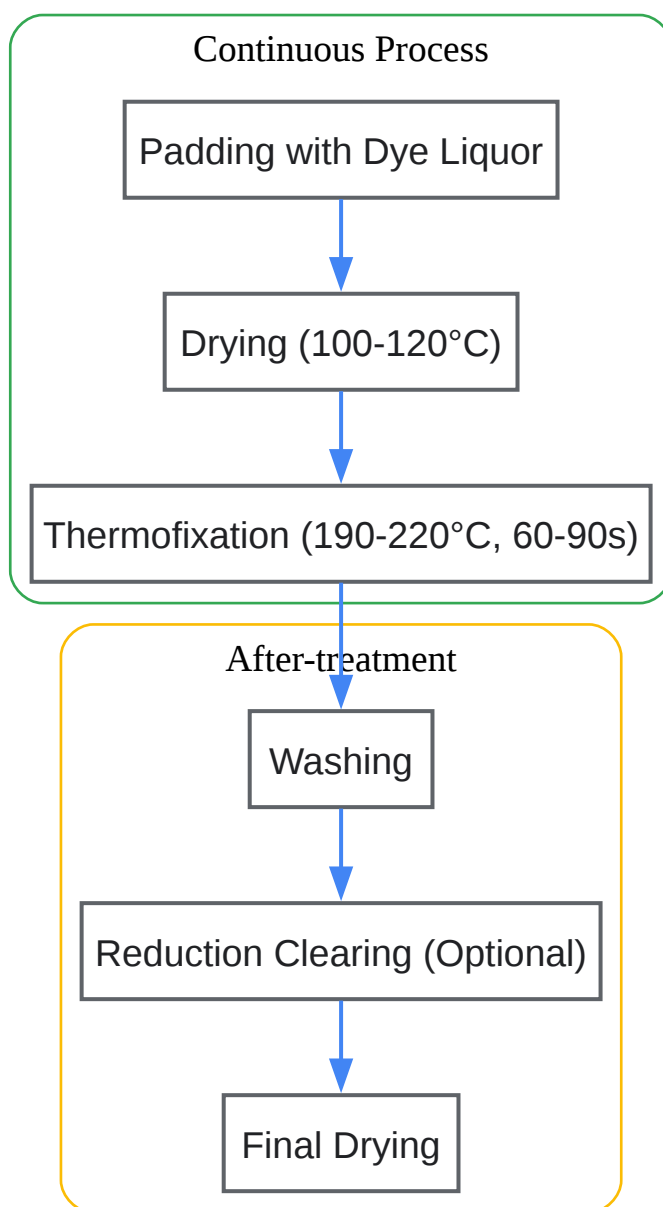 Continuous Process
Padding with Dye Liquor
Drying (100-120°C)
Thermofixation (190-220°C, 60-90s)
After-treatment
Washing
Reduction Clearing (Optional)
Final Drying